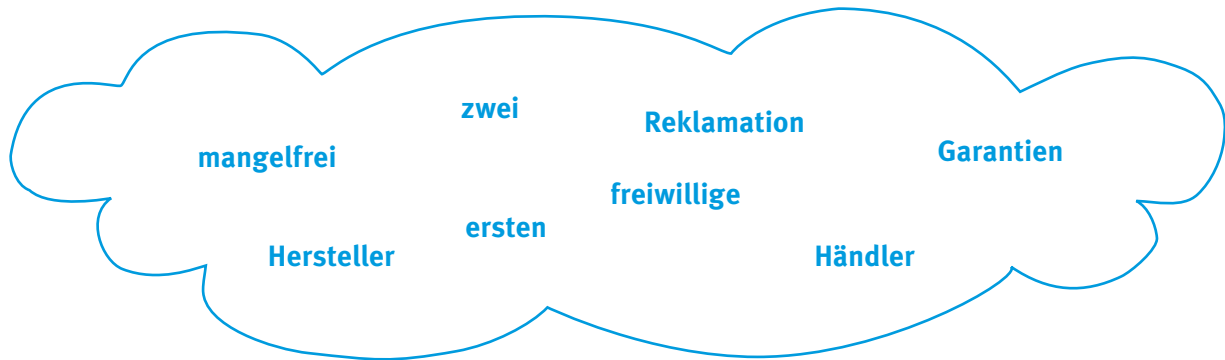 zwei
Reklamation
mangelfrei
Garantien
freiwillige
ersten
Hersteller
Händler